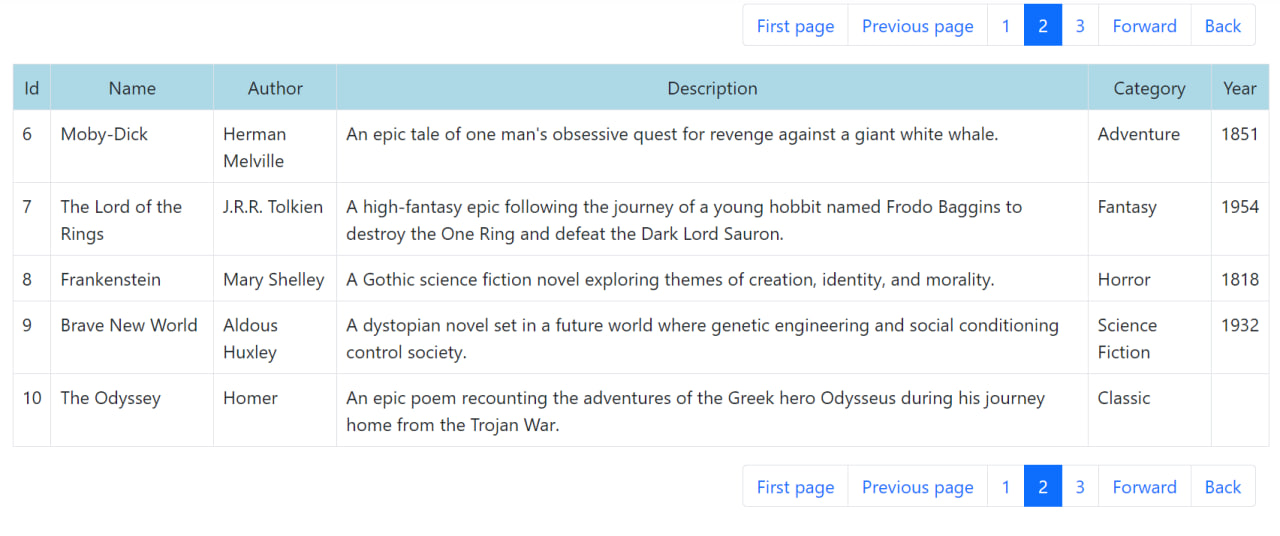 First page Previous page 1 2 3 Forward Back
Id Name Author Description Category Year
6 Moby-Dick Herman An epic tale of one man's obsessive quest for revenge against a giant white whale. Adventure 1851
Melville
7 The Lord of the J.R.R. Tolkien A high-fantasy epic following the journey of a young hobbit named Frodo Baggins to Fantasy 1954
Rings destroy the One Ring and defeat the Dark Lord Sauron.
8 Frankenstein Mary Shelley A Gothic science fiction novel exploring themes of creation, identity, and morality. Horror 1818
9 Brave New World Aldous A dystopian novel set in a future world where genetic engineering and social conditioning Science 1932
Huxley control society. Fiction
10 The Odyssey Homer An epic poem recounting the adventures of the Greek hero Odysseus during his journey Classic
home from the Trojan War.
First page Previous page 1 2 3 Forward Back